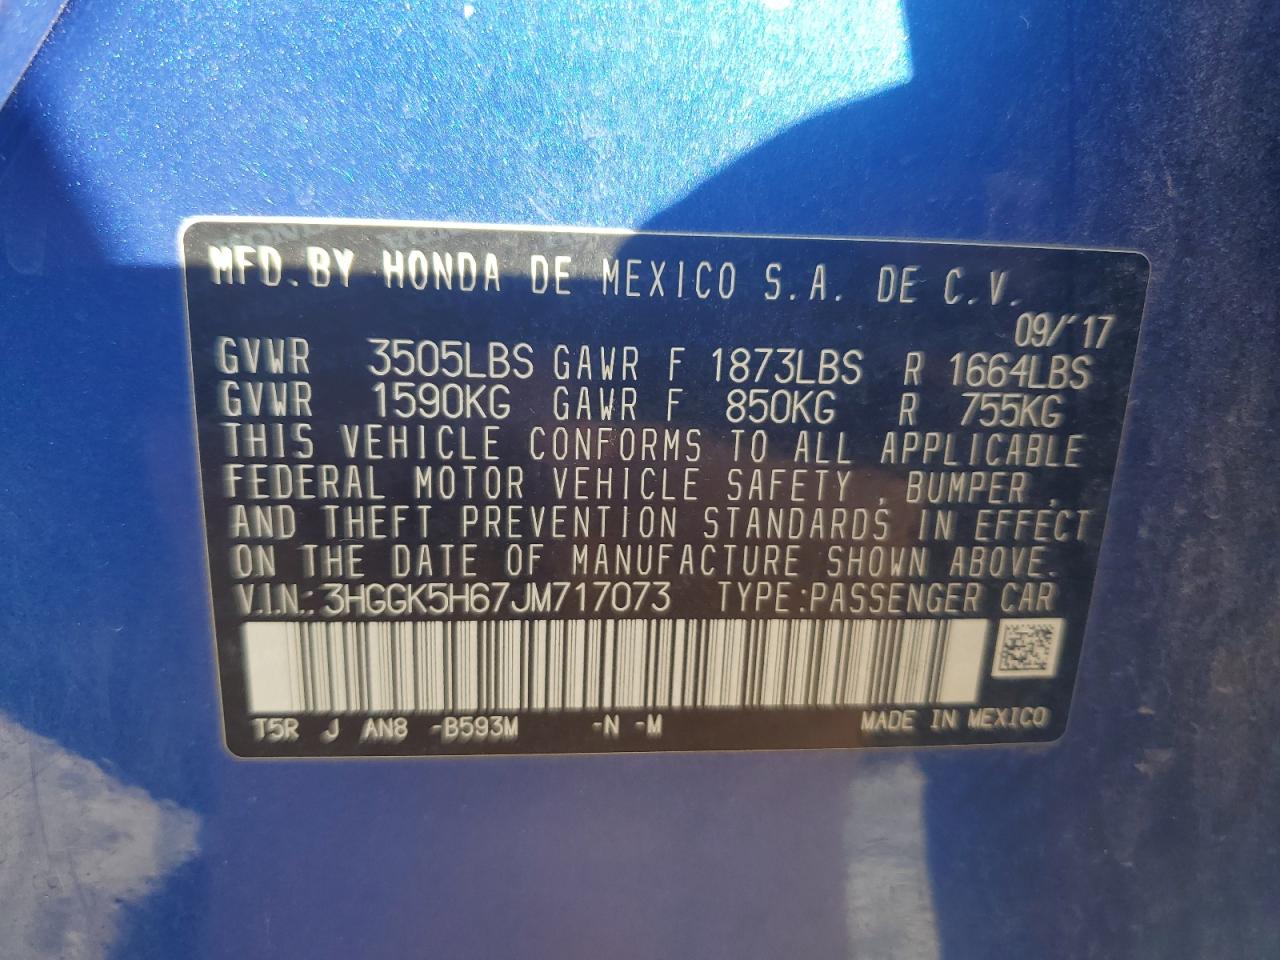 MFD. BY HONDA DE MEXICO S.A. DE C.V.
09/'17
GVWR 3505LBS GAWR F 1873LBS R 1664LBS
GVWR 1590KG GAWR F 850KG R 755KG
THIS VEHICLE CONFORMS TO ALL APPLICABLE
FEDERAL MOTOR VEHICLE SAFETY , BUMPER ,
AND THEFT PREVENTION STANDARDS IN EFFECT
ON THE DATE OF MANUFACTURE SHOWN ABOVE.
V.I.N.: 3HGGK5H67JM717073 TYPE:PASSENGER CAR
T5R J AN8 -B593M -N -M MADE IN MEXICO